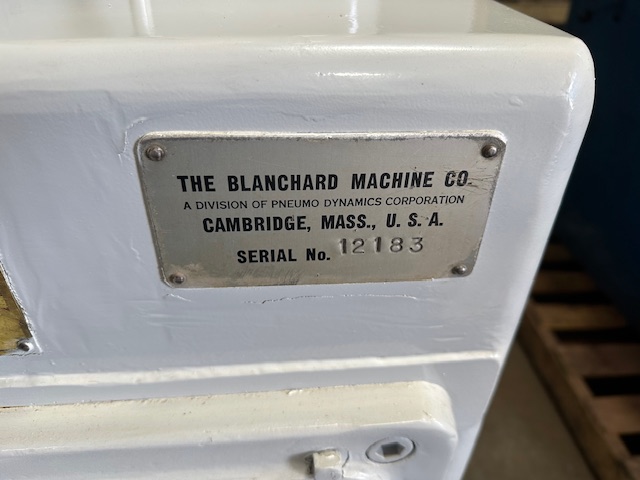 THE BLANCHARD MACHINE CO.
A DIVISION OF PNEUMO DYNAMICS CORPORATION
CAMBRIDGE, MASS., U. S. A.
SERIAL No. 12183